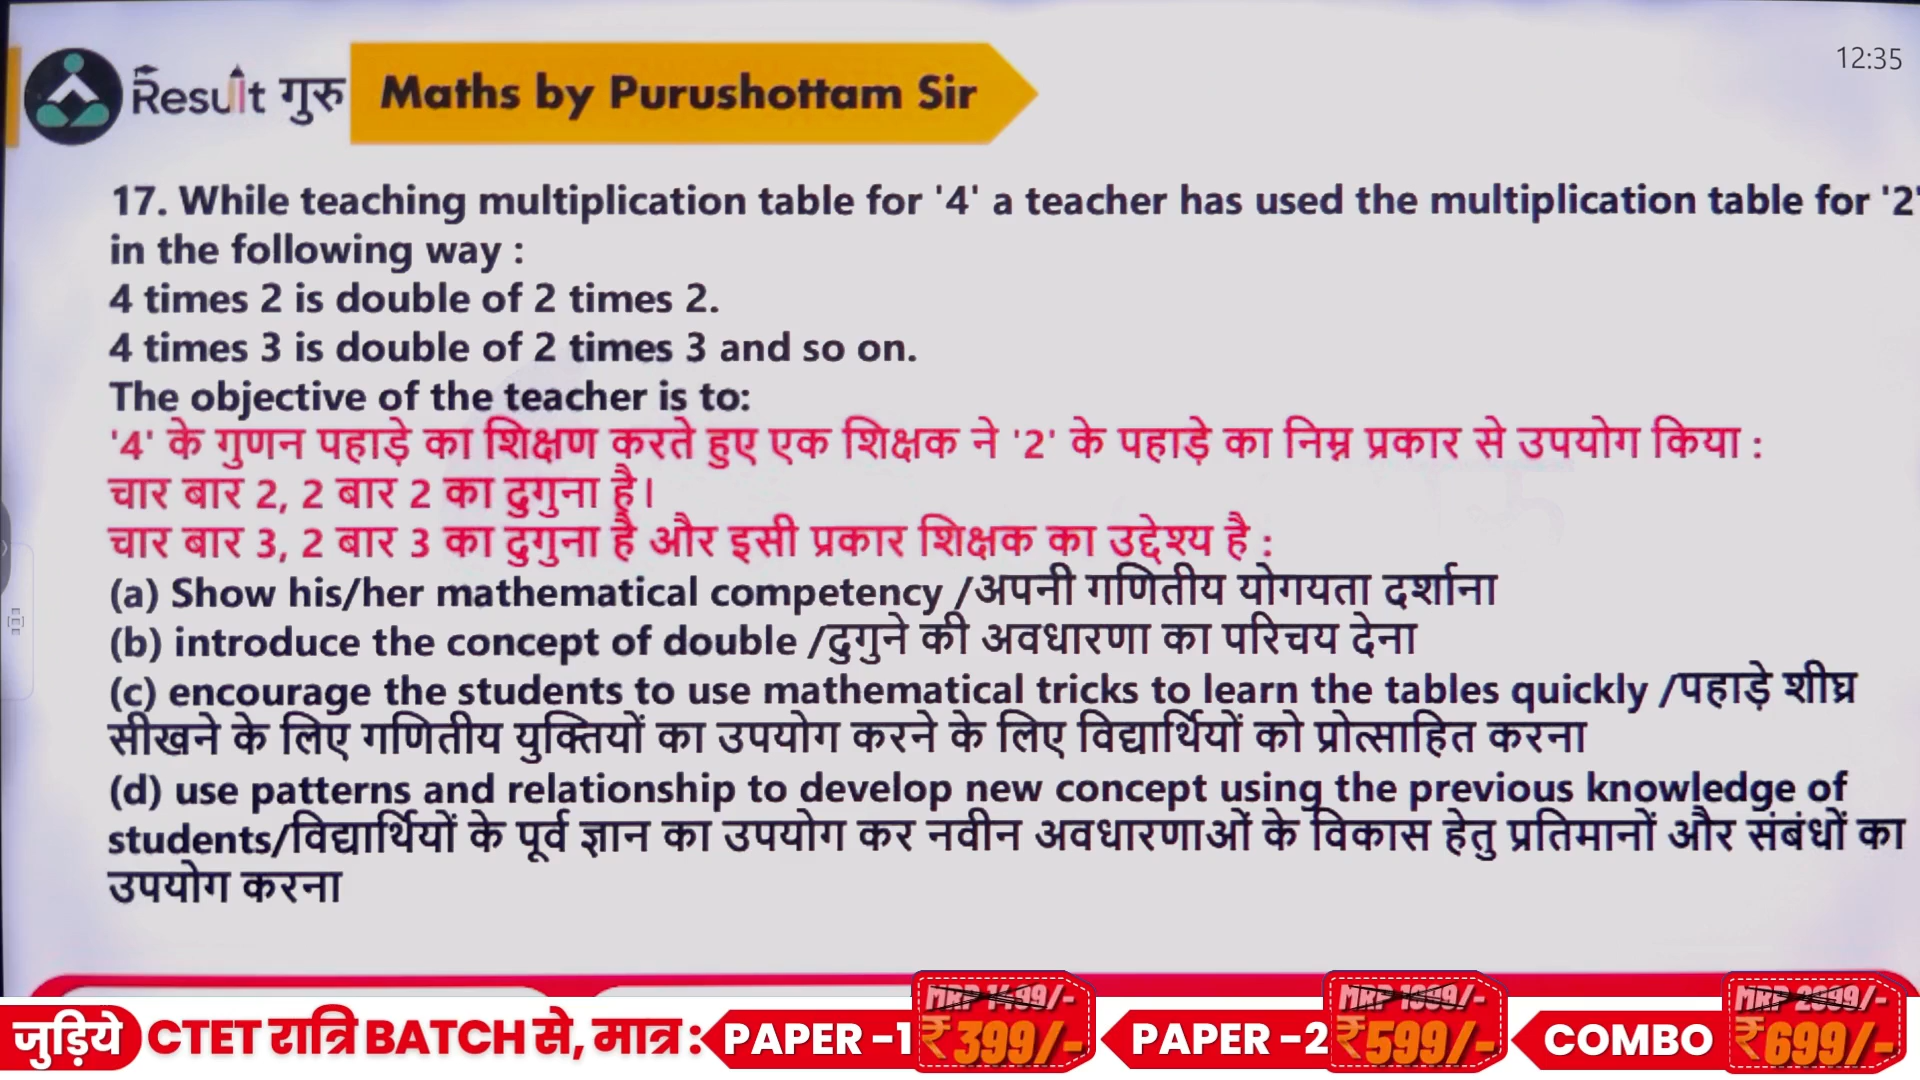 Result गुरु
Maths by Purushottam Sir
12:35
17. While teaching multiplication table for '4' a teacher has used the multiplication table for '2'
in the following way :
4 times 2 is double of 2 times 2.
4 times 3 is double of 2 times 3 and so on.
The objective of the teacher is to:
'4' के गुणन पहाड़े का शिक्षण करते हुए एक शिक्षक ने '2' के पहाड़े का निम्न प्रकार से उपयोग किया :
चार बार 2, 2 बार 2 का दुगुना है।
चार बार 3, 2 बार 3 का दुगुना है और इसी प्रकार शिक्षक का उद्देश्य है :
(a) Show his/her mathematical competency /अपनी गणितीय योगयता दर्शाना
(b) introduce the concept of double /दुगुने की अवधारणा का परिचय देना
(c) encourage the students to use mathematical tricks to learn the tables quickly /पहाड़े शीघ्र
सीखने के लिए गणितीय युक्तियों का उपयोग करने के लिए विद्यार्थियों को प्रोत्साहित करना
(d) use patterns and relationship to develop new concept using the previous knowledge of
students/विद्यार्थियों के पूर्व ज्ञान का उपयोग कर नवीन अवधारणाओं के विकास हेतु प्रतिमानों और संबंधों का
उपयोग करना
जुड़िये CTET रात्रि BATCH से, मात्र : PAPER -1 MRP 1499/- ₹399/- PAPER -2 MRP 1899/- ₹599/- COMBO MRP 2999/- ₹699/-